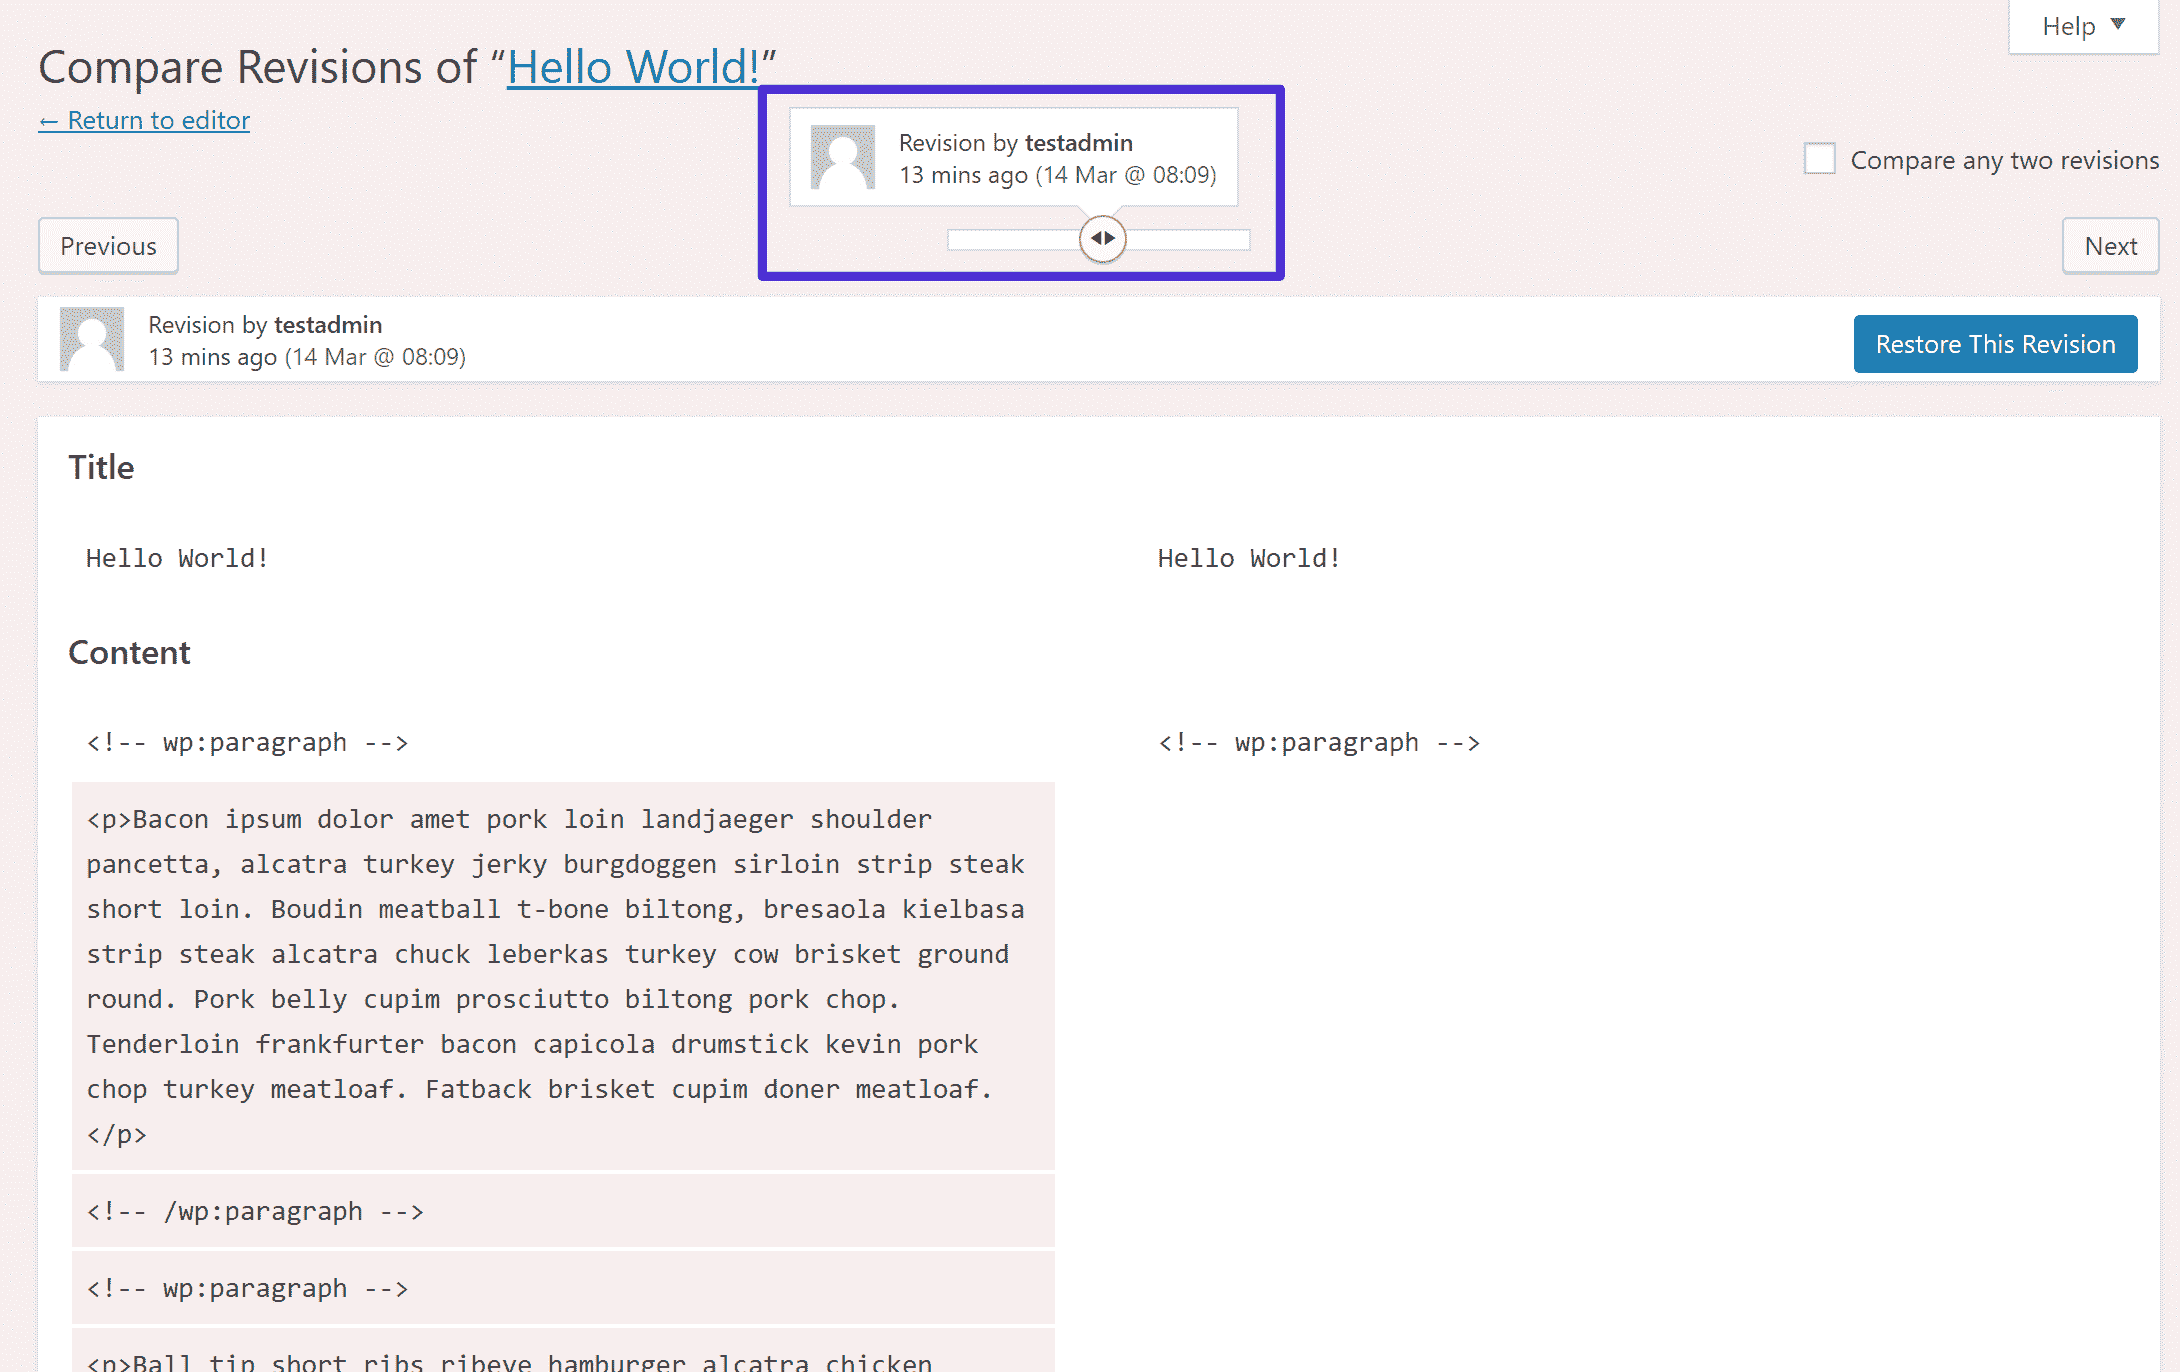 Help
Compare Revisions of “Hello World!”
← Return to editor
Revision by testadmin
13 mins ago (14 Mar @ 08:09)
Compare any two revisions
Previous
Next
Revision by testadmin
13 mins ago (14 Mar @ 08:09)
Restore This Revision
Title
Hello World!
Hello World!
Content
<!-- wp:paragraph -->
<!-- wp:paragraph -->
<p>Bacon ipsum dolor amet pork loin landjaeger shoulder
pancetta, alcatra turkey jerky burgdoggen sirloin strip steak
short loin. Boudin meatball t-bone biltong, bresaola kielbasa
strip steak alcatra chuck leberkas turkey cow brisket ground
round. Pork belly cupim prosciutto biltong pork chop.
Tenderloin frankfurter bacon capicola drumstick kevin pork
chop turkey meatloaf. Fatback brisket cupim doner meatloaf.
</p>
<!-- /wp:paragraph -->
<!-- wp:paragraph -->
<p>Ball tip short ribs ribeye hamburger alcatra chicken